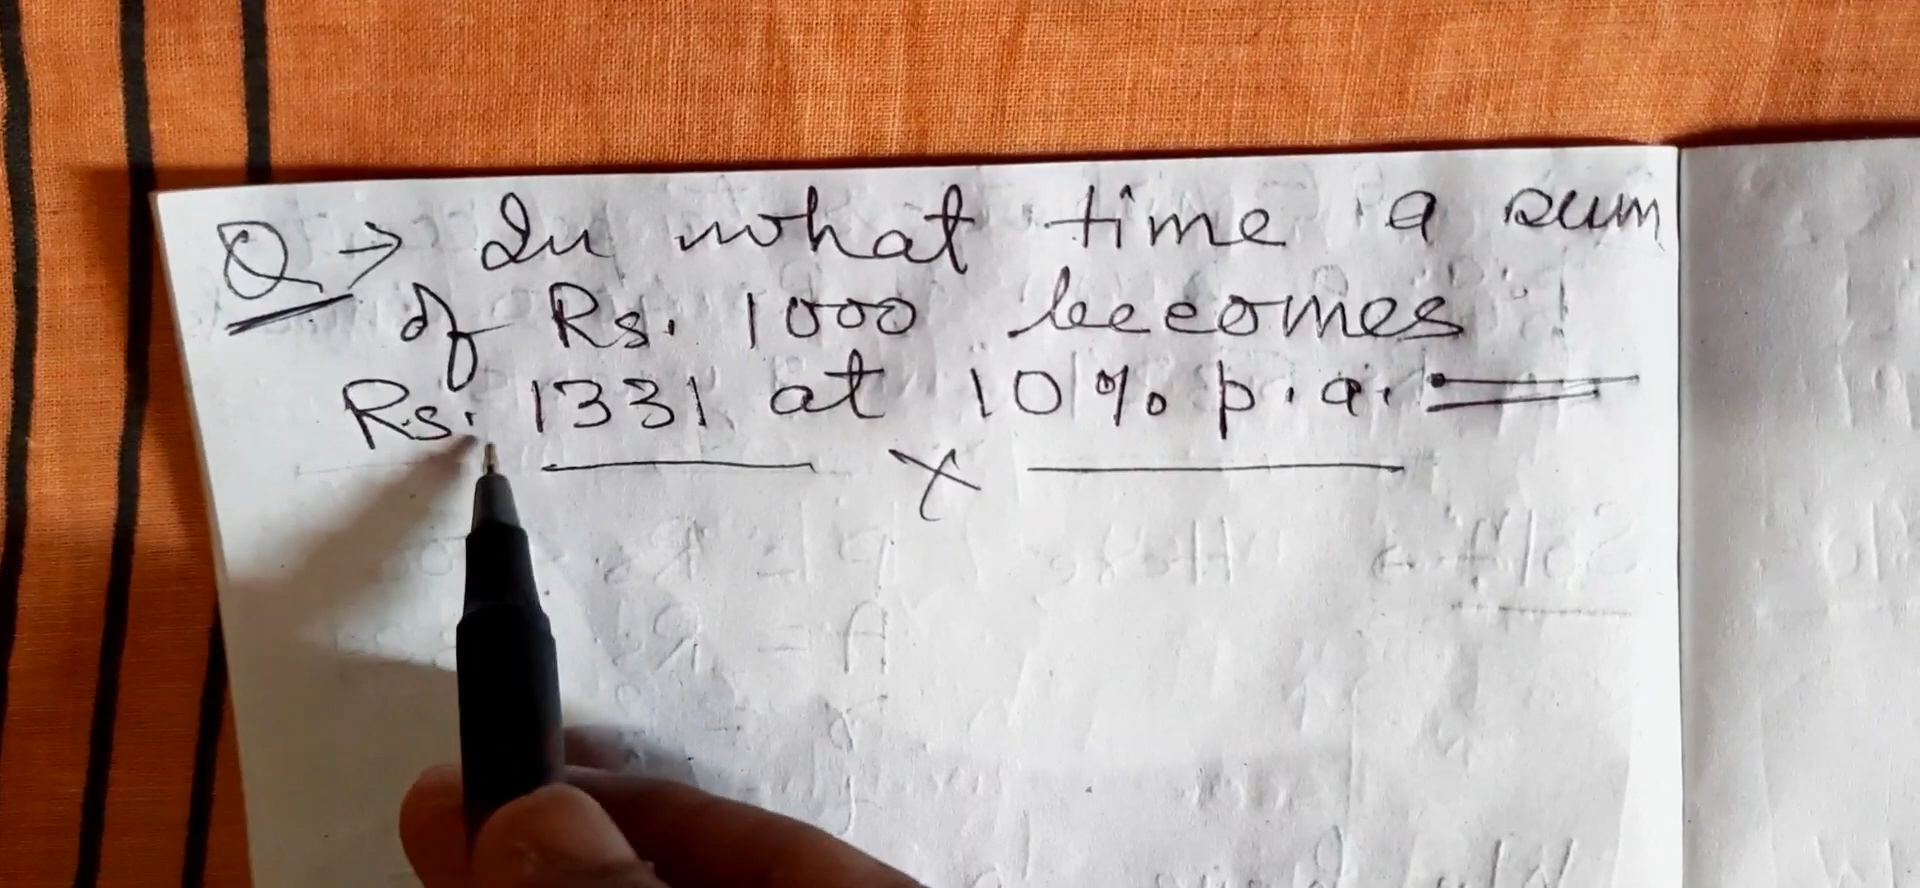 Q → In what time a sum
of Rs. 1000 becomes
Rs. 1331 at 10% p.a.